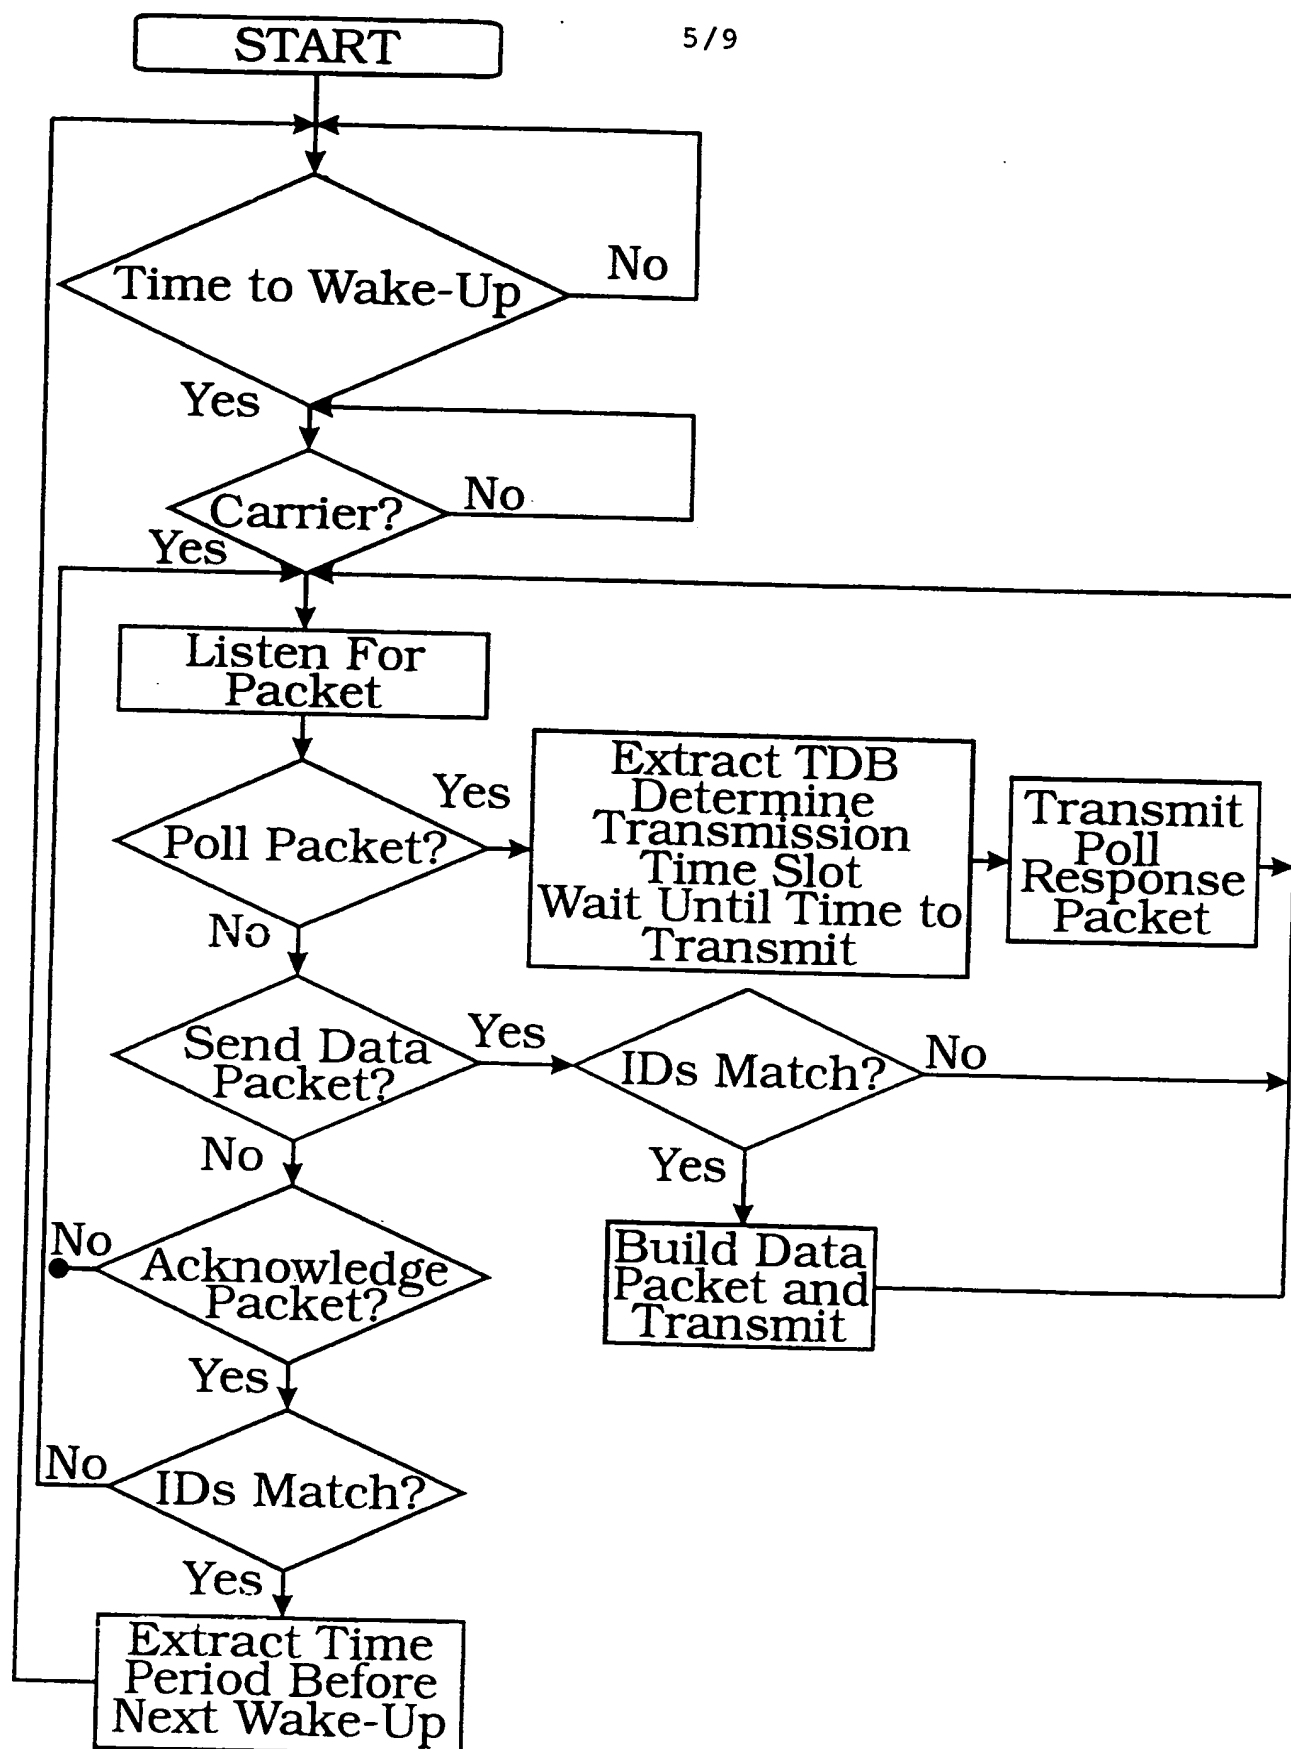 START
5/9
Time to Wake-Up
No
Yes
Carrier?
No
Yes
Listen For
Packet
Poll Packet?
Yes
No
Extract TDB
Determine
Transmission
Time Slot
Wait Until Time to
Transmit
Transmit
Poll
Response
Packet
Send Data
Packet?
Yes
No
IDs Match?
No
Yes
Build Data
Packet and
Transmit
Acknowledge
Packet?
No
Yes
IDs Match?
No
Yes
Extract Time
Period Before
Next Wake-Up